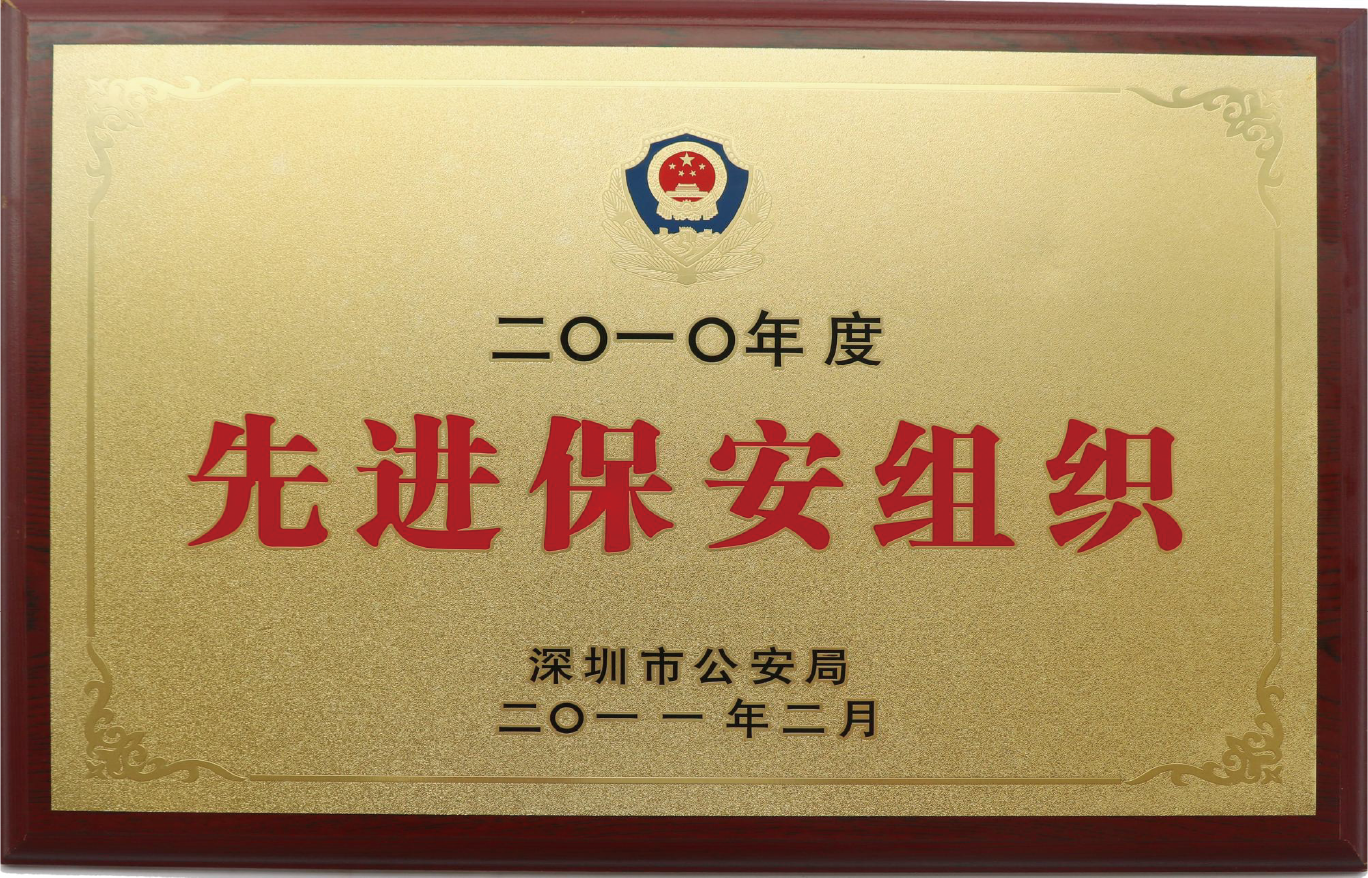 二〇一〇年度
先进保安组织
深圳市公安局
二〇一一年二月